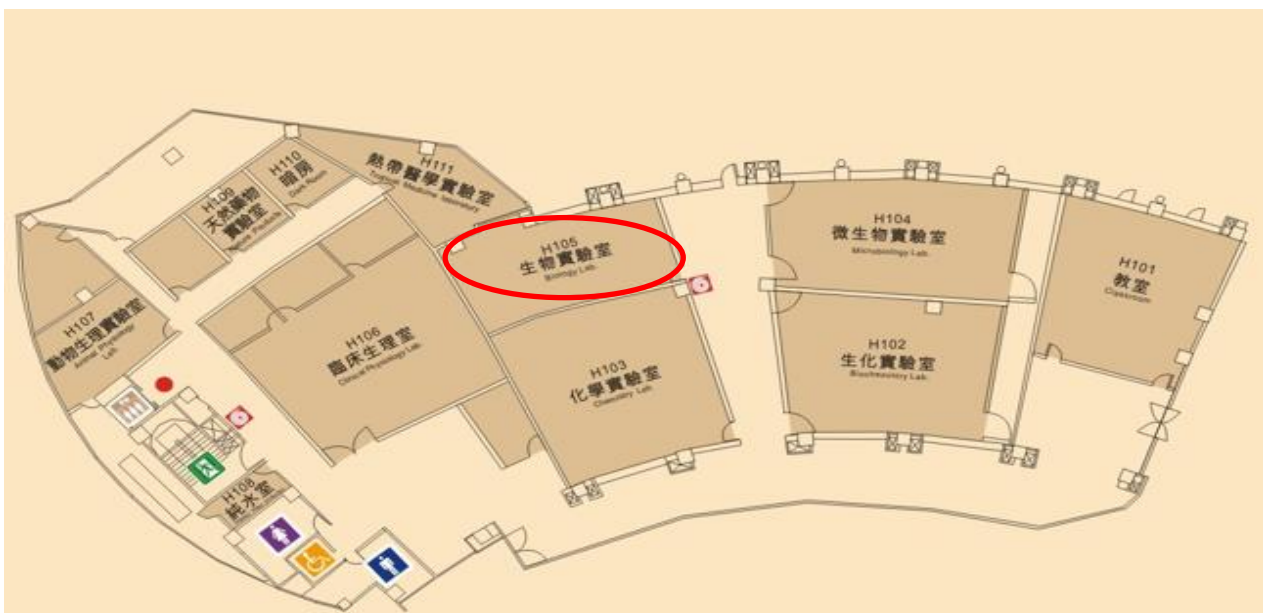 H111
熱帶醫學實驗室
Tropical Medicine laboratory
H110
暗房
Dark Room
H109
天然藥物
實驗室
H105
生物實驗室
Biology Lab.
H104
微生物實驗室
Microbiology Lab.
H101
教室
Classroom
H107
動物生理實驗室
Animal Physiology
Lab.
H106
臨床生理室
Clinical Physiology Lab.
H103
化學實驗室
Chemistry Lab.
H102
生化實驗室
Biochemistry Lab.
H108
純水室